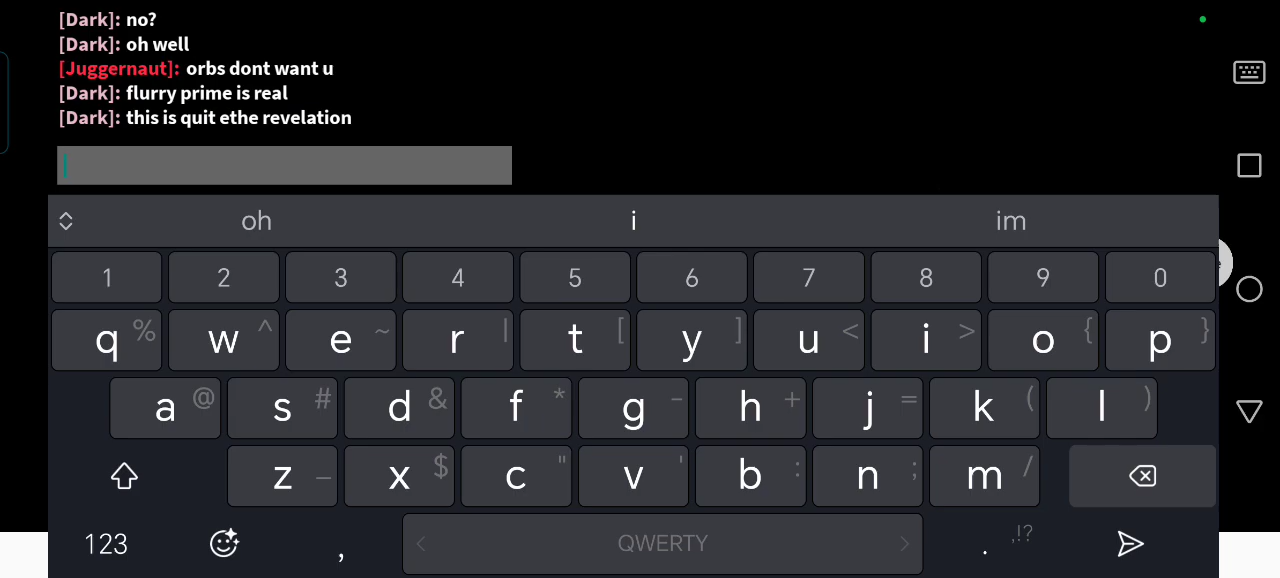 [Dark]: no?
[Dark]: oh well
[Juggernaut]: orbs dont want u
[Dark]: flurry prime is real
[Dark]: this is quit ethe revelation
oh i im
1 2 3 4 5 6 7 8 9 0
q % w ^ e ~ r | t [ y ] u < i > o { p }
a @ s # d & f * g - h + j = k ( l )
z _ x $ c " v ' b : n ; m /
123 , < QWERTY > . ,!?